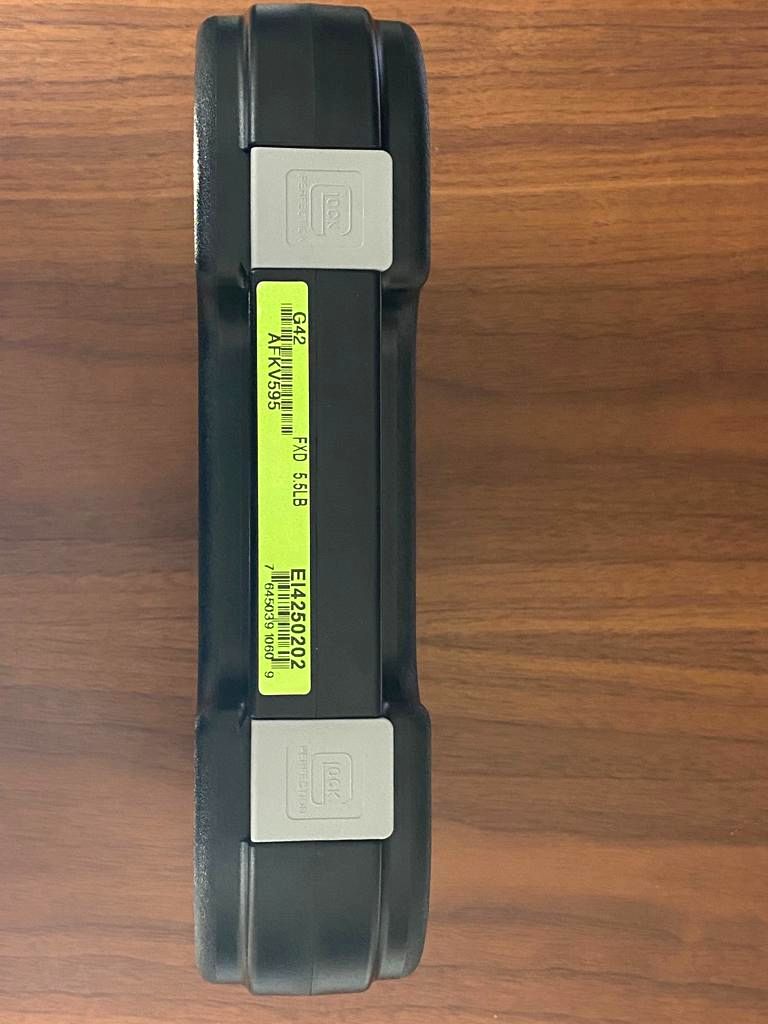 GLOCK
PERFECTION
G42
AFKV595
FXD 5.5LB
EI4250202
7 64503 91060 9
GLOCK
PERFECTION